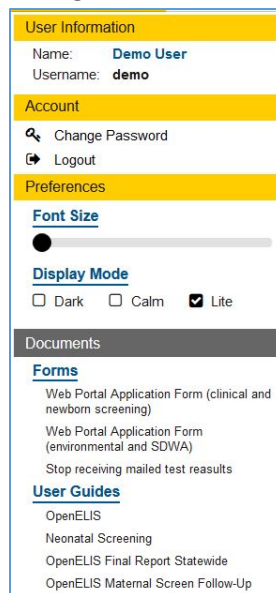 User Information
Name: Demo User
Username: demo
Account
Change Password
Logout
Preferences
Font Size
Display Mode
Dark Calm Lite
Documents
Forms
Web Portal Application Form (clinical and
newborn screening)
Web Portal Application Form
(environmental and SDWA)
Stop receiving mailed test reasults
User Guides
OpenELIS
Neonatal Screening
OpenELIS Final Report Statewide
OpenELIS Maternal Screen Follow-Up